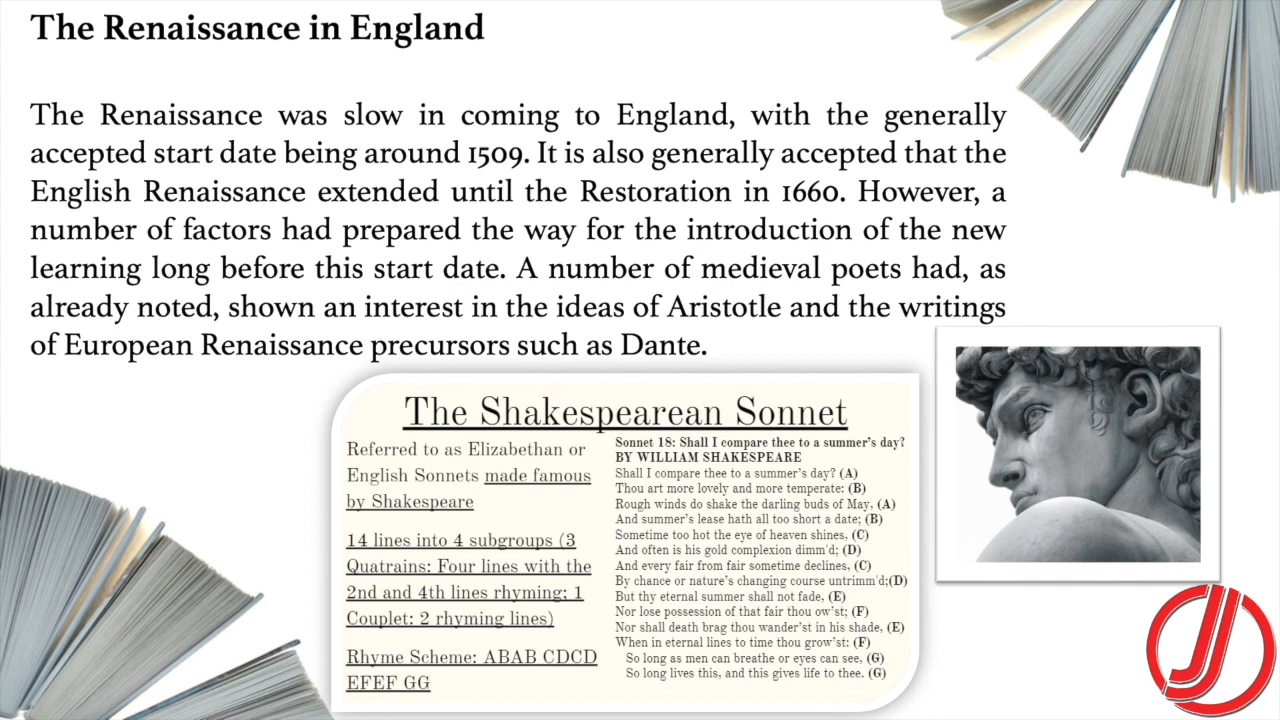 The Renaissance in England
The Renaissance was slow in coming to England, with the generally
accepted start date being around 1509. It is also generally accepted that the
English Renaissance extended until the Restoration in 1660. However, a
number of factors had prepared the way for the introduction of the new
learning long before this start date. A number of medieval poets had, as
already noted, shown an interest in the ideas of Aristotle and the writings
of European Renaissance precursors such as Dante.
The Shakespearean Sonnet
Referred to as Elizabethan or
English Sonnets made famous
by Shakespeare
14 lines into 4 subgroups (3
Quatrains: Four lines with the
2nd and 4th lines rhyming; 1
Couplet: 2 rhyming lines)
Rhyme Scheme: ABAB CDCD
EFEF GG
Sonnet 18: Shall I compare thee to a summer's day?
BY WILLIAM SHAKESPEARE
Shall I compare thee to a summer's day? (A)
Thou art more lovely and more temperate: (B)
Rough winds do shake the darling buds of May, (A)
And summer's lease hath all too short a date; (B)
Sometime too hot the eye of heaven shines, (C)
And often is his gold complexion dimm'd; (D)
And every fair from fair sometime declines, (C)
By chance or nature's changing course untrimm'd;(D)
But thy eternal summer shall not fade, (E)
Nor lose possession of that fair thou ow'st; (F)
Nor shall death brag thou wander'st in his shade, (E)
When in eternal lines to time thou grow'st: (F)
So long as men can breathe or eyes can see, (G)
So long lives this, and this gives life to thee. (G)